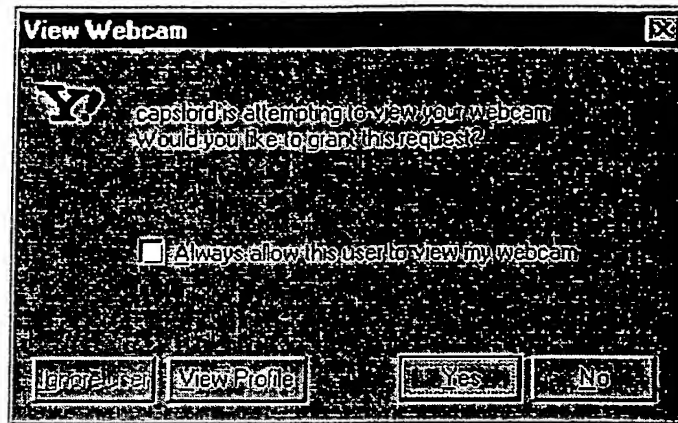 View Webcam
Y!
capslord is attempting to view your webcam
Would you like to grant this request?
Always allow this user to view my webcam
Ignore user View Profile Yes No